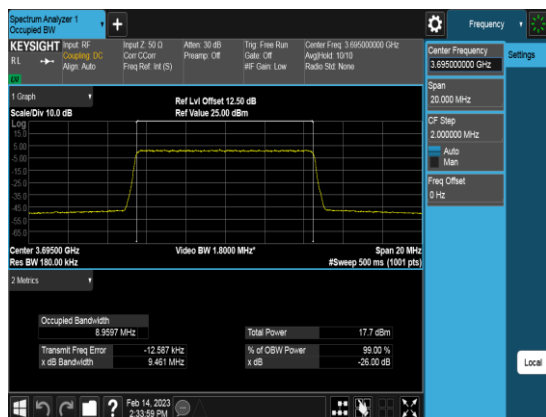 Spectrum Analyzer 1
Occupied BW
+
Frequency
KEYSIGHT
RL
Input: RF
Coupling: DC
Align: Auto
Input Z: 50 Ω
Corr CCorr
Freq Ref: Int (S)
Atten: 30 dB
Preamp: Off
Trig: Free Run
Gate: Off
#IF Gain: Low
Center Freq: 3.695000000 GHz
Avg|Hold: 10/10
Radio Std: None
Center Frequency
3.695000000 GHz
Settings
Span
20.000 MHz
CF Step
2.000000 MHz
Auto
Man
Freq Offset
0 Hz
1 Graph
Scale/Div 10.0 dB
Ref Lvl Offset 12.50 dB
Ref Value 25.00 dBm
Log
15.0
5.00
-5.00
-15.0
-25.0
-35.0
-45.0
-55.0
-65.0
Center 3.69500 GHz
Res BW 180.00 kHz
Video BW 1.8000 MHz*
Span 20 MHz
#Sweep 500 ms (1001 pts)
2 Metrics
Occupied Bandwidth
8.9597 MHz
Total Power
17.7 dBm
Transmit Freq Error
-12.587 kHz
% of OBW Power
99.00 %
x dB Bandwidth
9.461 MHz
x dB
-26.00 dB
Local
?
Feb 14, 2023
2:33:59 PM